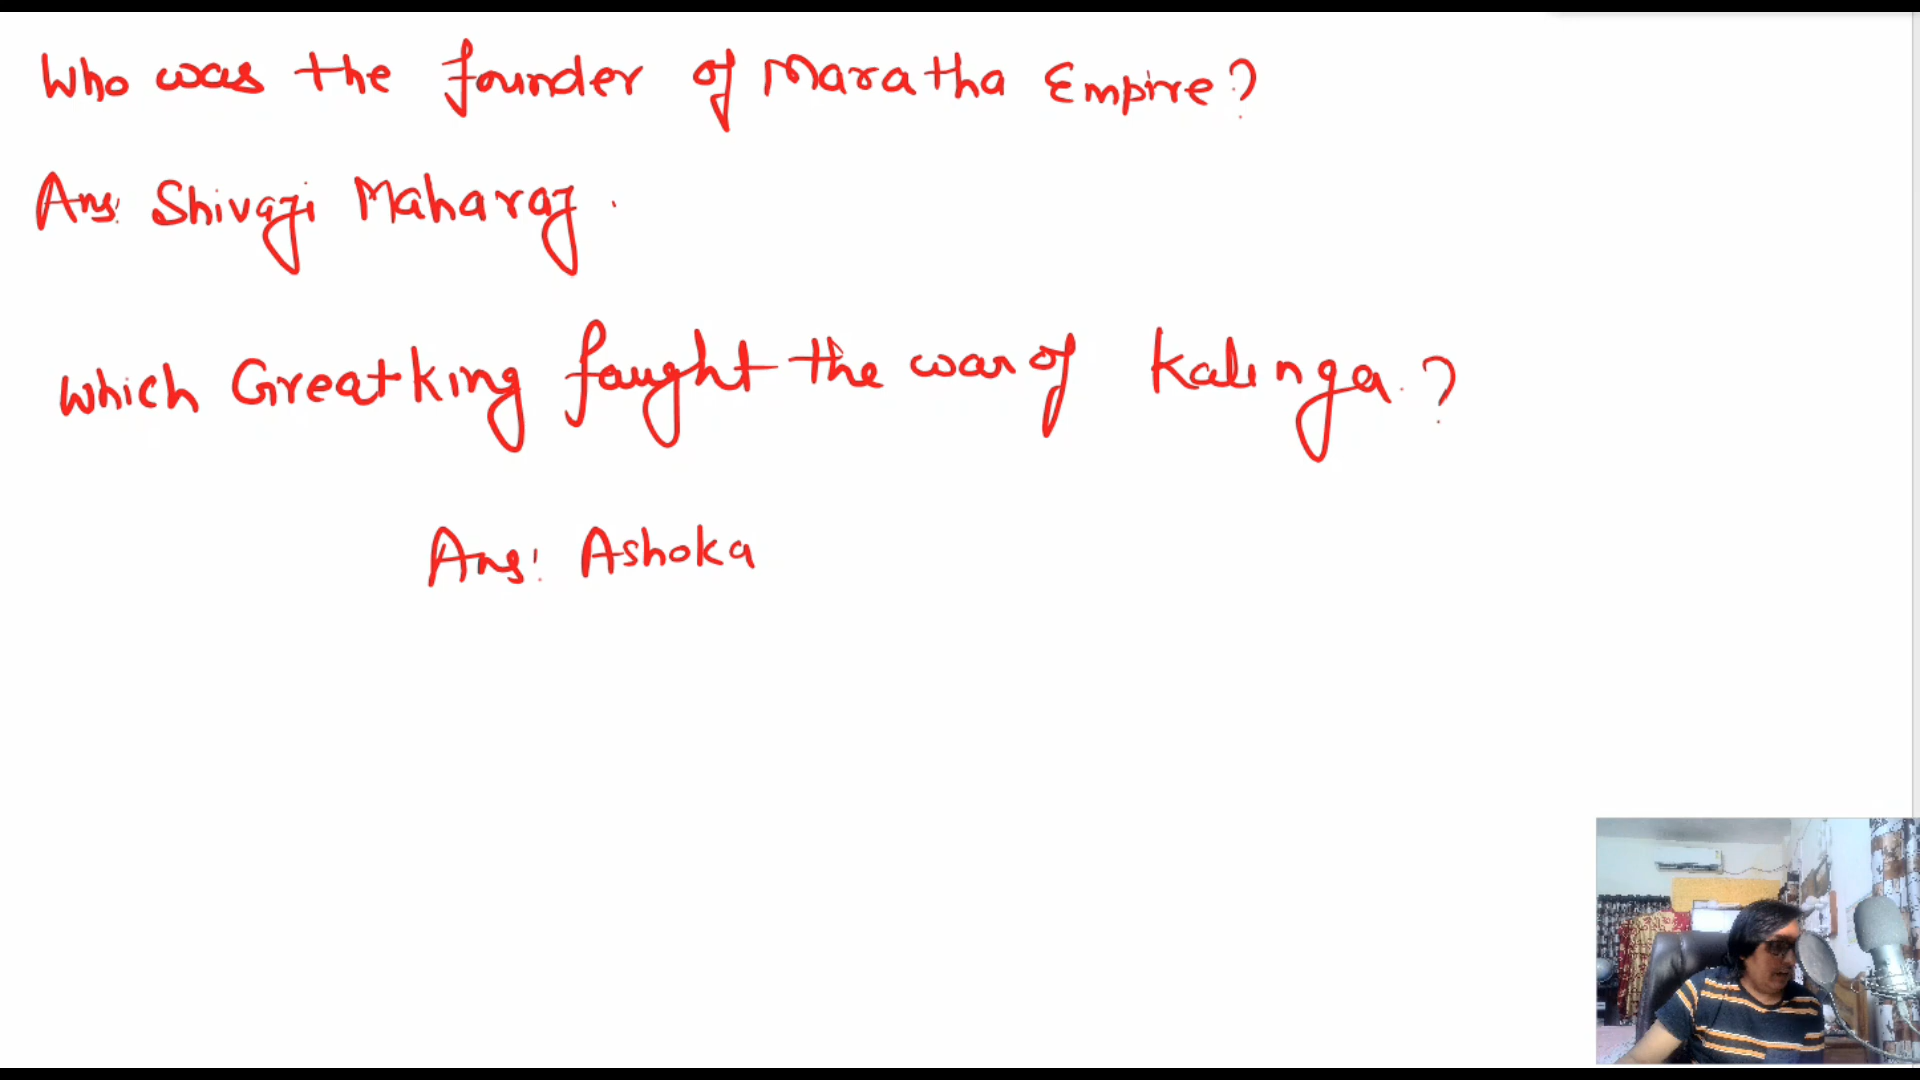 Who was the founder of Maratha Empire?
Ans: Shivaji Maharaj.
Which Great king faught the war of Kalinga.?
Ans: Ashoka